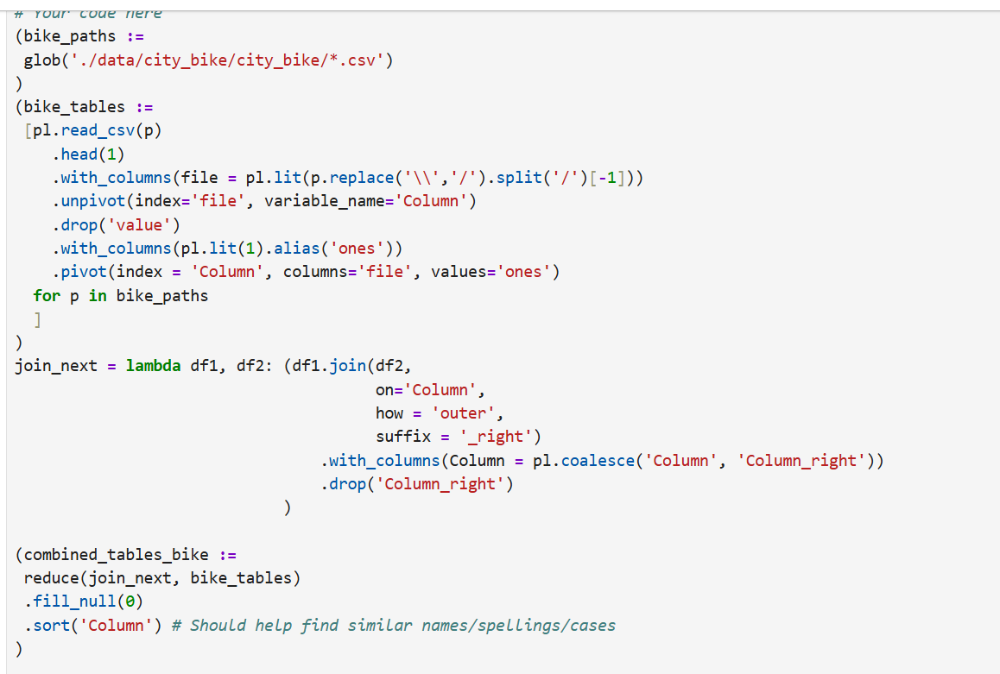 # Your code here
(bike_paths :=
 glob('./data/city_bike/city_bike/*.csv')
)
(bike_tables :=
 [pl.read_csv(p)
    .head(1)
    .with_columns(file = pl.lit(p.replace('\\','/').split('/')[-1]))
    .unpivot(index='file', variable_name='Column')
    .drop('value')
    .with_columns(pl.lit(1).alias('ones'))
    .pivot(index = 'Column', columns='file', values='ones')
  for p in bike_paths
  ]
)
join_next = lambda df1, df2: (df1.join(df2,
                                       on='Column',
                                       how = 'outer',
                                       suffix = '_right')
                                 .with_columns(Column = pl.coalesce('Column', 'Column_right'))
                                 .drop('Column_right')
                             )
(combined_tables_bike :=
 reduce(join_next, bike_tables)
 .fill_null(0)
 .sort('Column') # Should help find similar names/spellings/cases
)